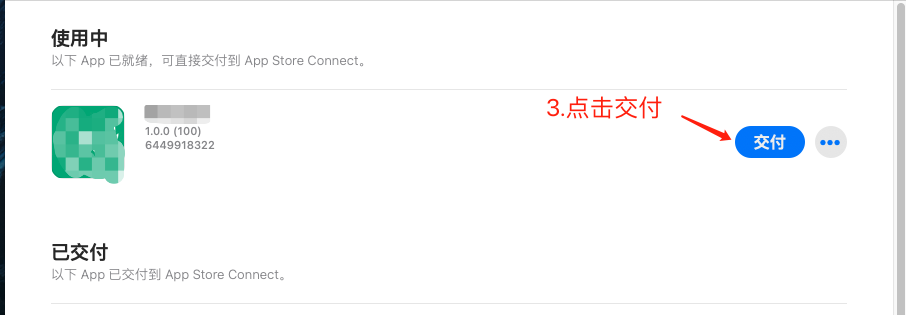 使用中
以下 App 已就绪，可直接交付到 App Store Connect。
3.点击交付
1.0.0 (100)
6449918322
交付
已交付
以下 App 已交付到 App Store Connect。